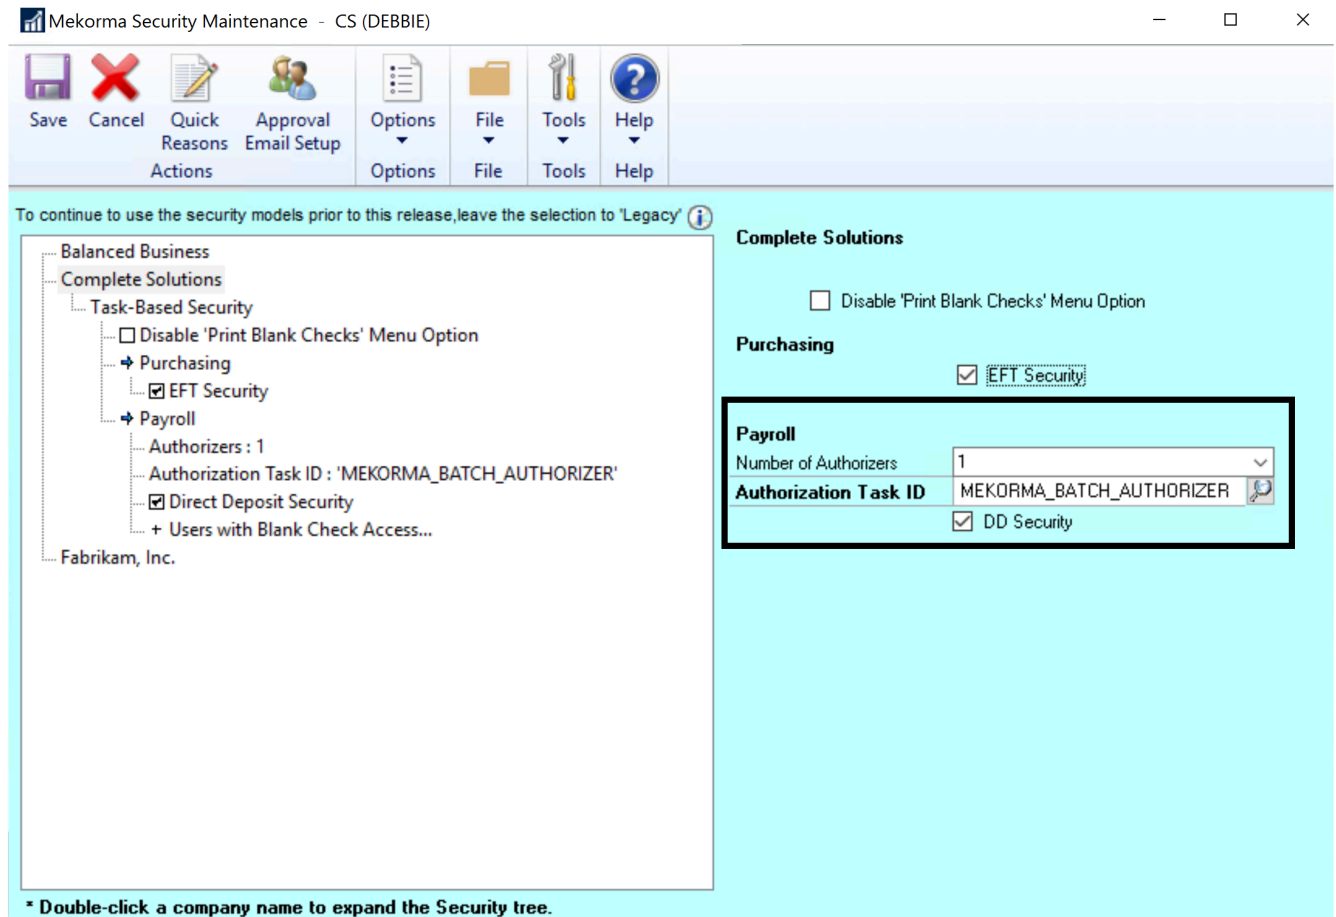 Mekorma Security Maintenance - CS (DEBBIE)
Save
Cancel
Quick
Reasons
Approval
Email Setup
Options
File
Tools
Help
Actions
Options
File
Tools
Help
To continue to use the security models prior to this release,leave the selection to 'Legacy'
Balanced Business
Complete Solutions
Task-Based Security
Disable 'Print Blank Checks' Menu Option
Purchasing
EFT Security
Payroll
Authorizers : 1
Authorization Task ID : 'MEKORMA_BATCH_AUTHORIZER'
Direct Deposit Security
+ Users with Blank Check Access...
Fabrikam, Inc.
* Double-click a company name to expand the Security tree.
Complete Solutions
Disable 'Print Blank Checks' Menu Option
Purchasing
EFT Security
Payroll
Number of Authorizers 1
Authorization Task ID MEKORMA_BATCH_AUTHORIZER
DD Security